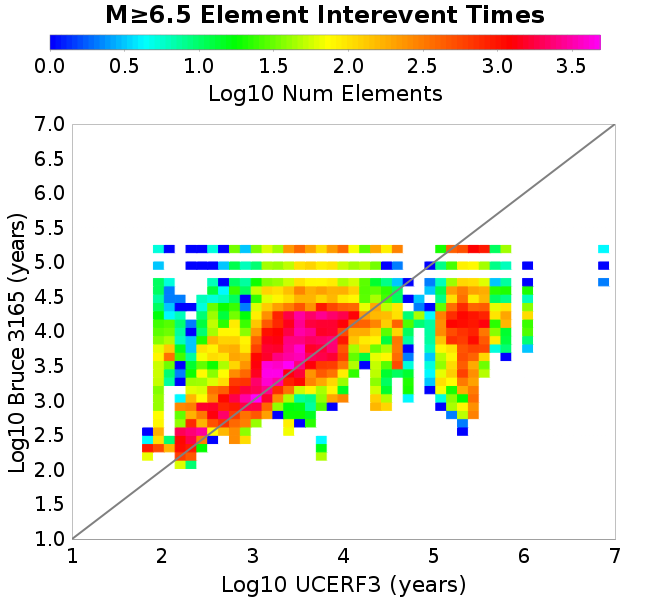 M≥6.5 Element Interevent Times
0.0 0.5 1.0 1.5 2.0 2.5 3.0 3.5
Log10 Num Elements
7.0
6.5
6.0
5.5
5.0
4.5
4.0
3.5
3.0
2.5
2.0
1.5
1.0
Log10 Bruce 3165 (years)
1 2 3 4 5 6 7
Log10 UCERF3 (years)